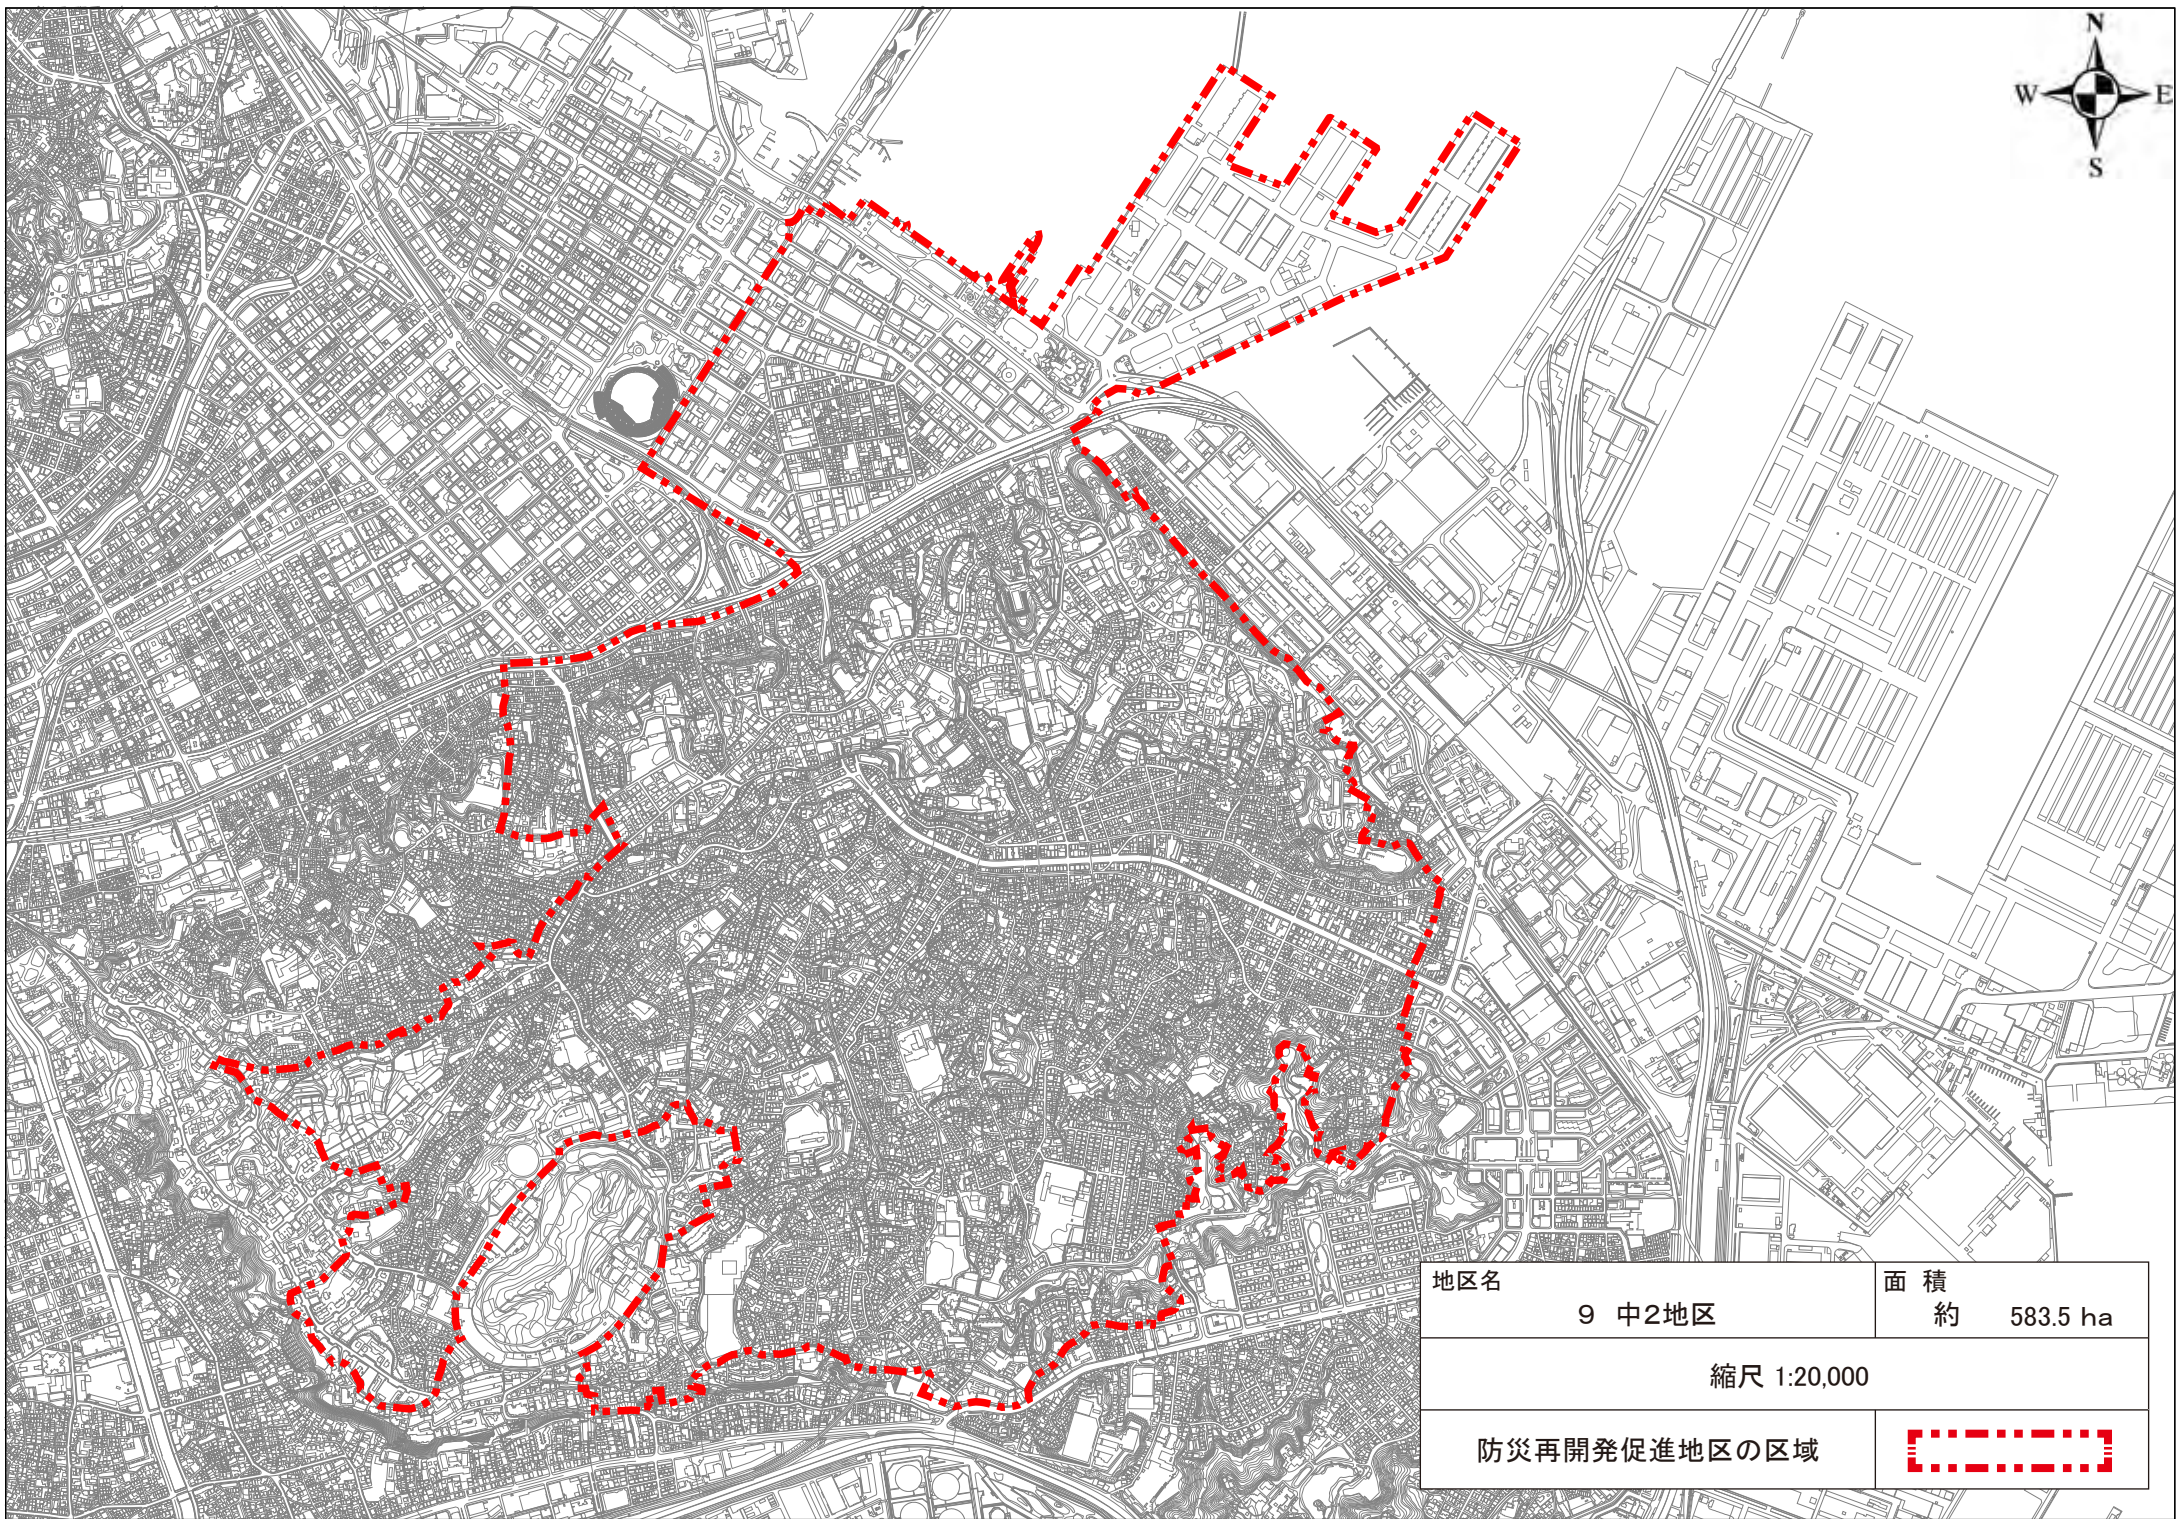 N
W E
S
地区名
9 中2地区
面 積
約 583.5 ha
縮尺 1:20,000
防災再開発促進地区の区域